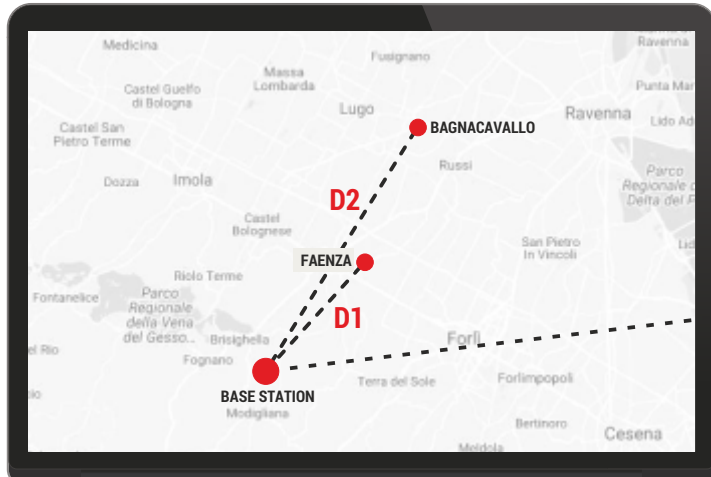 Medicina
Fusignano
Ravenna
Massa
Lombarda
Castel Guelfo
di Bologna
Punta Mar
Lugo
Ravenna
Lido Ad
BAGNACAVALLO
Castel San
Pietro Terme
Russi
Parco
Regionale
Delta del P
Dozza
Imola
D2
Castel
Bolognese
San Pietro
In Vincoli
Lid
FAENZA
Riolo Terme
Fontanelice
Parco
Regionale
della Vena
del Gesso...
D1
Brisighella
Forlì
el Rio
Fognano
Terra del Sole
Forlimpopoli
BASE STATION
Modigliana
Bertinoro
Cesena
Meldola